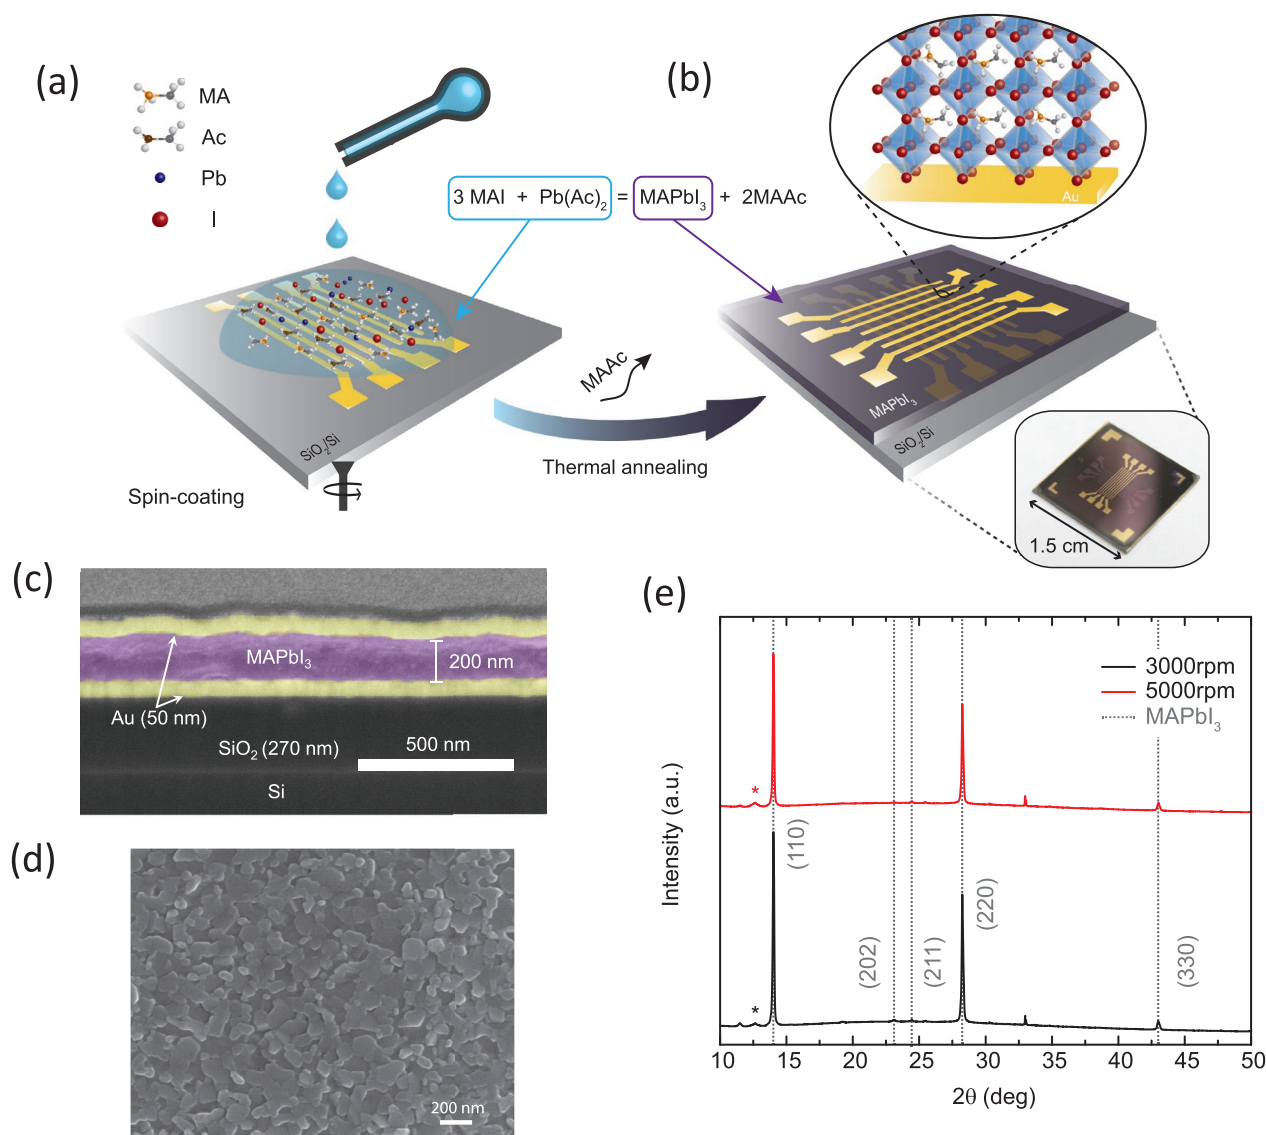 (a)
MA
Ac
Pb
I
3 MAI + Pb(Ac)₂ = MAPbI₃ + 2MAAc
SiO₂/Si
Spin-coating
MAAc
Thermal annealing
(b)
Au
MAPbI₃
SiO₂/Si
1.5 cm
(c)
MAPbI₃
200 nm
Au (50 nm)
SiO₂ (270 nm)
500 nm
Si
(d)
200 nm
(e)
3000rpm
5000rpm
MAPbI₃
*
(110)
(202)
(211)
(220)
(330)
*
Intensity (a.u.)
10 15 20 25 30 35 40 45 50
2θ (deg)